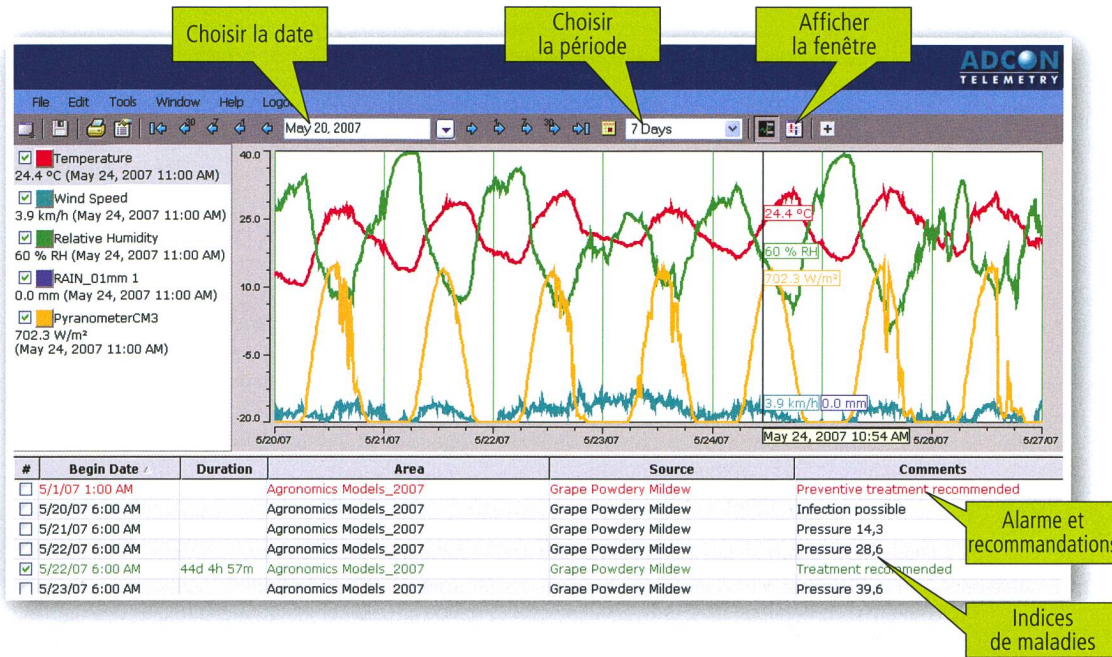 Choisir la date
Choisir
la période
Afficher
la fenêtre
ADCON
TELEMETRY
File Edit Tools Window Help Logou
30 7 1 May 20, 2007 1 7 30 7 Days
Temperature
24.4 ºC (May 24, 2007 11:00 AM)
Wind Speed
3.9 km/h (May 24, 2007 11:00 AM)
Relative Humidity
60 % RH (May 24, 2007 11:00 AM)
RAIN_01mm 1
0.0 mm (May 24, 2007 11:00 AM)
PyranometerCM3
702.3 W/m²
(May 24, 2007 11:00 AM)
40.0
25.0
10.0
-5.0
-20.0
24.4 ºC
60 % RH
702.3 W/m²
3.9 km/h 0.0 mm
5/20/07 5/21/07 5/22/07 5/23/07 5/24/07 May 24, 2007 10:54 AM 5/26/07 5/27/07
# Begin Date Duration Area Source Comments
5/1/07 1:00 AM Agronomics Models_2007 Grape Powdery Mildew Preventive treatment recommended
5/20/07 6:00 AM Agronomics Models_2007 Grape Powdery Mildew Infection possible
5/21/07 6:00 AM Agronomics Models_2007 Grape Powdery Mildew Pressure 14,3
5/22/07 6:00 AM Agronomics Models_2007 Grape Powdery Mildew Pressure 28,6
5/22/07 6:00 AM 44d 4h 57m Agronomics Models_2007 Grape Powdery Mildew Treatment recommended
5/23/07 6:00 AM Agronomics Models_2007 Grape Powdery Mildew Pressure 39,6
Alarme et
recommandations
Indices
de maladies